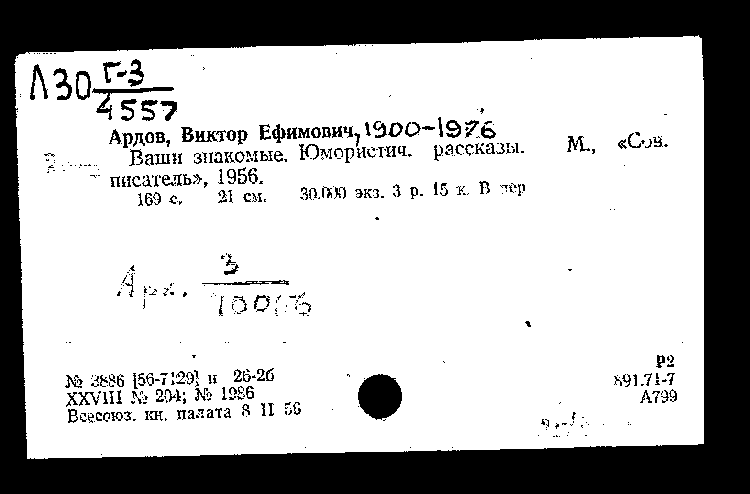 Л30 Г-3
4557
Ардов, Виктор Ефимович, 1900-1976
Ваши знакомые. Юмористич. рассказы. М., «Сов.
писатель», 1956.
169 с. 21 см. 30.000 экз. 3 р. 15 к. В пер
Арх. 3
№ 3886 [56-7129] п 26-26
XXVIII № 204; № 1986
Всесоюз. кн. палата 8 II 56
Р2
891.71-7
А799